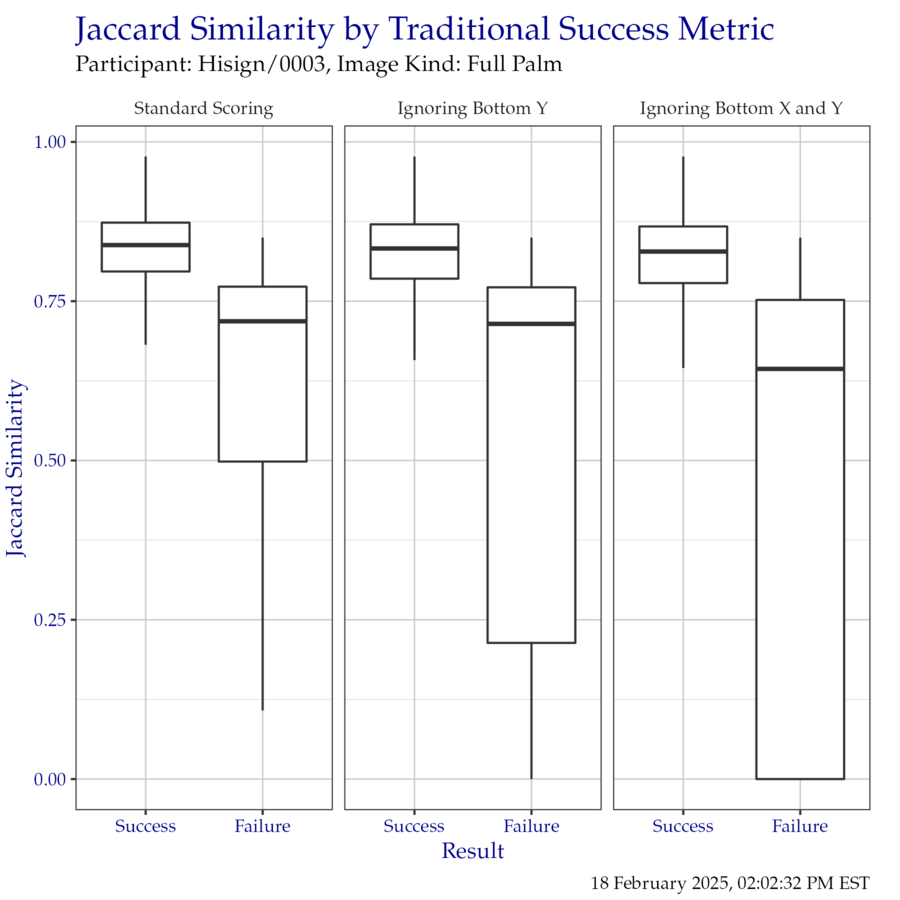 Jaccard Similarity by Traditional Success Metric
Participant: Hisign/0003, Image Kind: Full Palm
Standard Scoring
Ignoring Bottom Y
Ignoring Bottom X and Y
Jaccard Similarity
1.00
0.75
0.50
0.25
0.00
Success
Failure
Success
Failure
Success
Failure
Result
18 February 2025, 02:02:32 PM EST